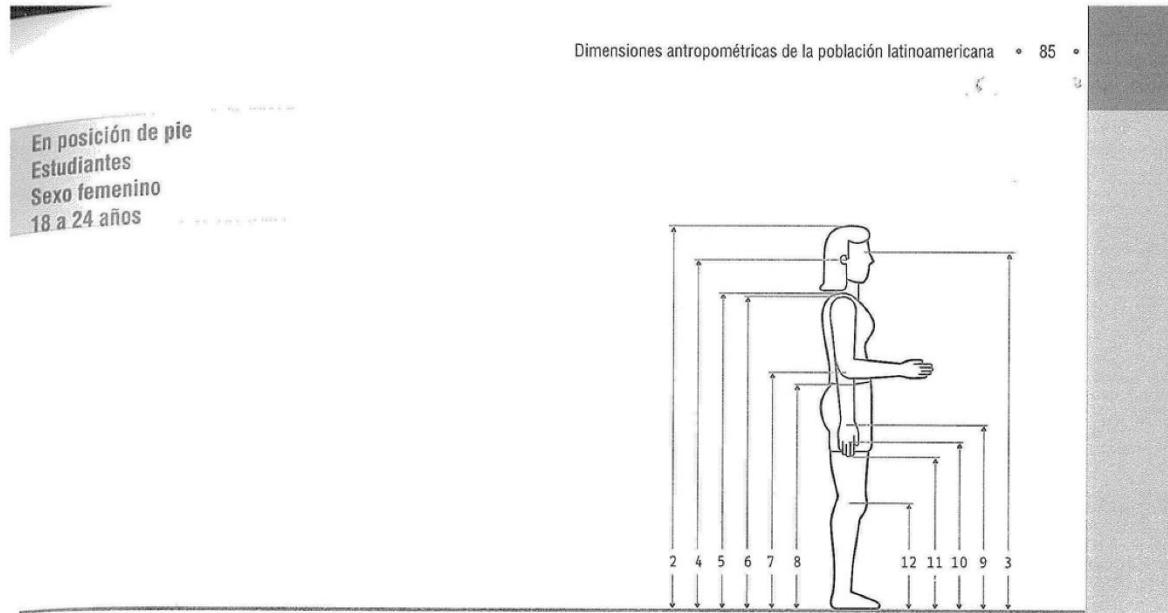 Dimensiones antropométricas de la población latinoamericana • 85 •
En posición de pie
Estudiantes
Sexo femenino
18 a 24 años
2 4 5 6 7 8 12 11 10 9 3